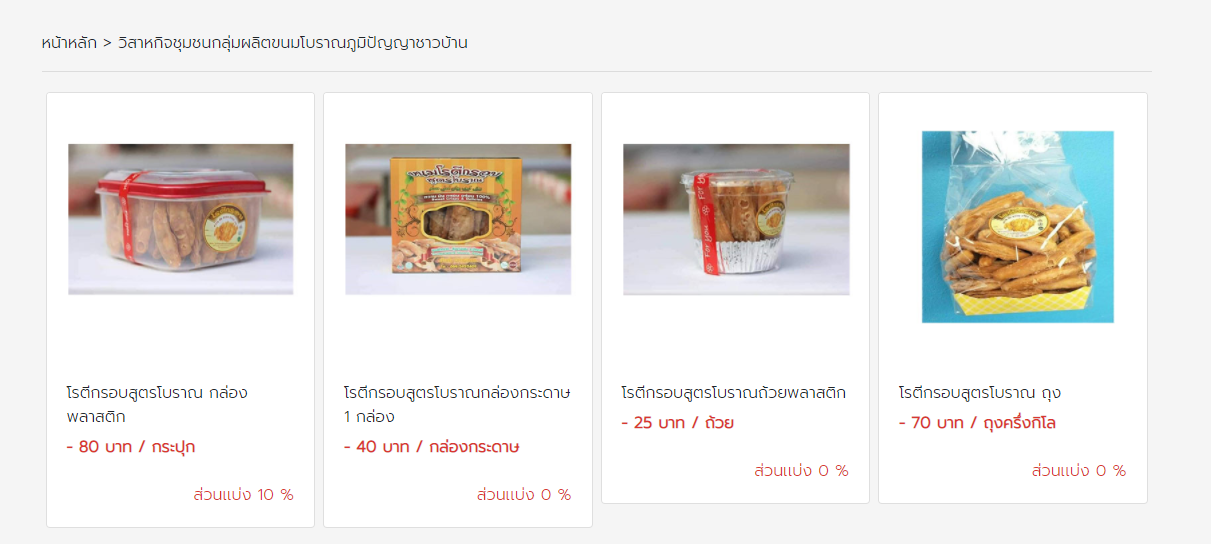 หน้าหลัก > วิสาหกิจชุมชนกลุ่มผลิตขนมโบราณภูมิปัญญาชาวบ้าน
For You
โรตีกรอบสูตรโบราณ กล่อง
พลาสติก
- 80 บาท / กระปุก
ส่วนแบ่ง 10 %
โรตีกรอบสูตรโบราณกล่องกระดาษ
1 กล่อง
- 40 บาท / กล่องกระดาษ
ส่วนแบ่ง 0 %
โรตีกรอบสูตรโบราณถ้วยพลาสติก
- 25 บาท / ถ้วย
ส่วนแบ่ง 0 %
โรตีกรอบสูตรโบราณ ถุง
- 70 บาท / ถุงครึ่งกิโล
ส่วนแบ่ง 0 %